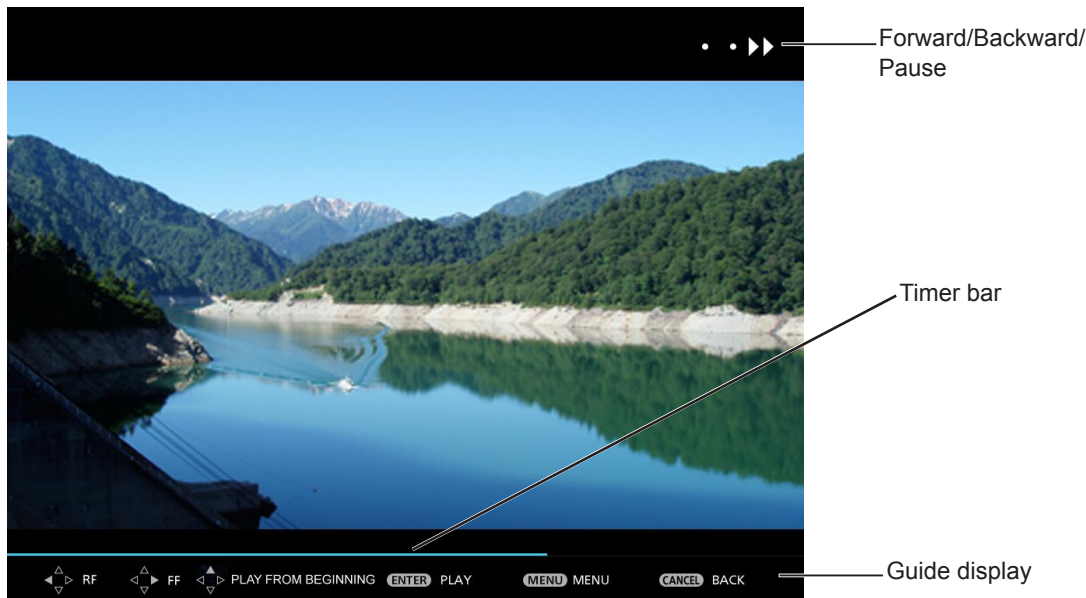 Forward/Backward/
Pause
Timer bar
RF FF PLAY FROM BEGINNING ENTER PLAY MENU MENU CANCEL BACK
Guide display